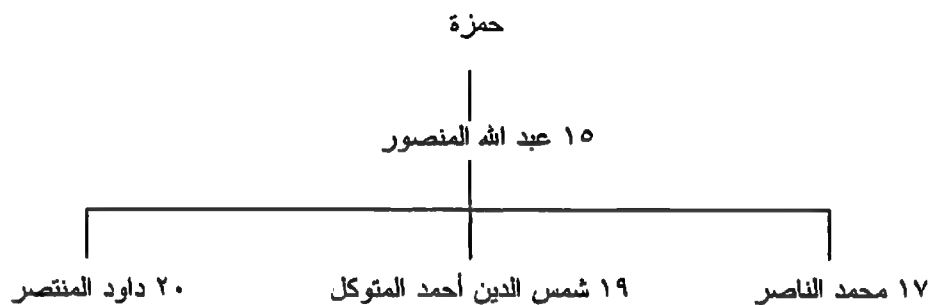 حمزة
١٥ عبد الله المنصور
١٧ محمد الناصر
١٩ شمس الدين أحمد المتوكل
٢٠ داود المنتصر